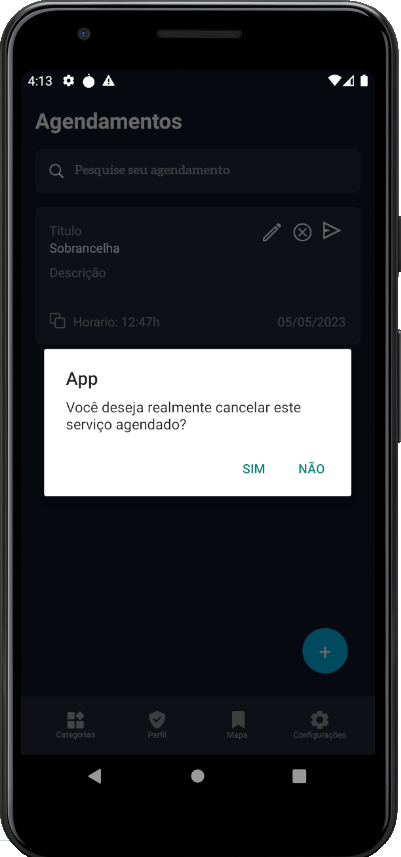 4:13
Agendamentos
Pesquise seu agendamento
Titulo
Sobrancelha
Descrição
Horario: 12:47h 05/05/2023
App
Você deseja realmente cancelar este
serviço agendado?
SIM NÃO
+
Categorias Perfil Mapa Configurações